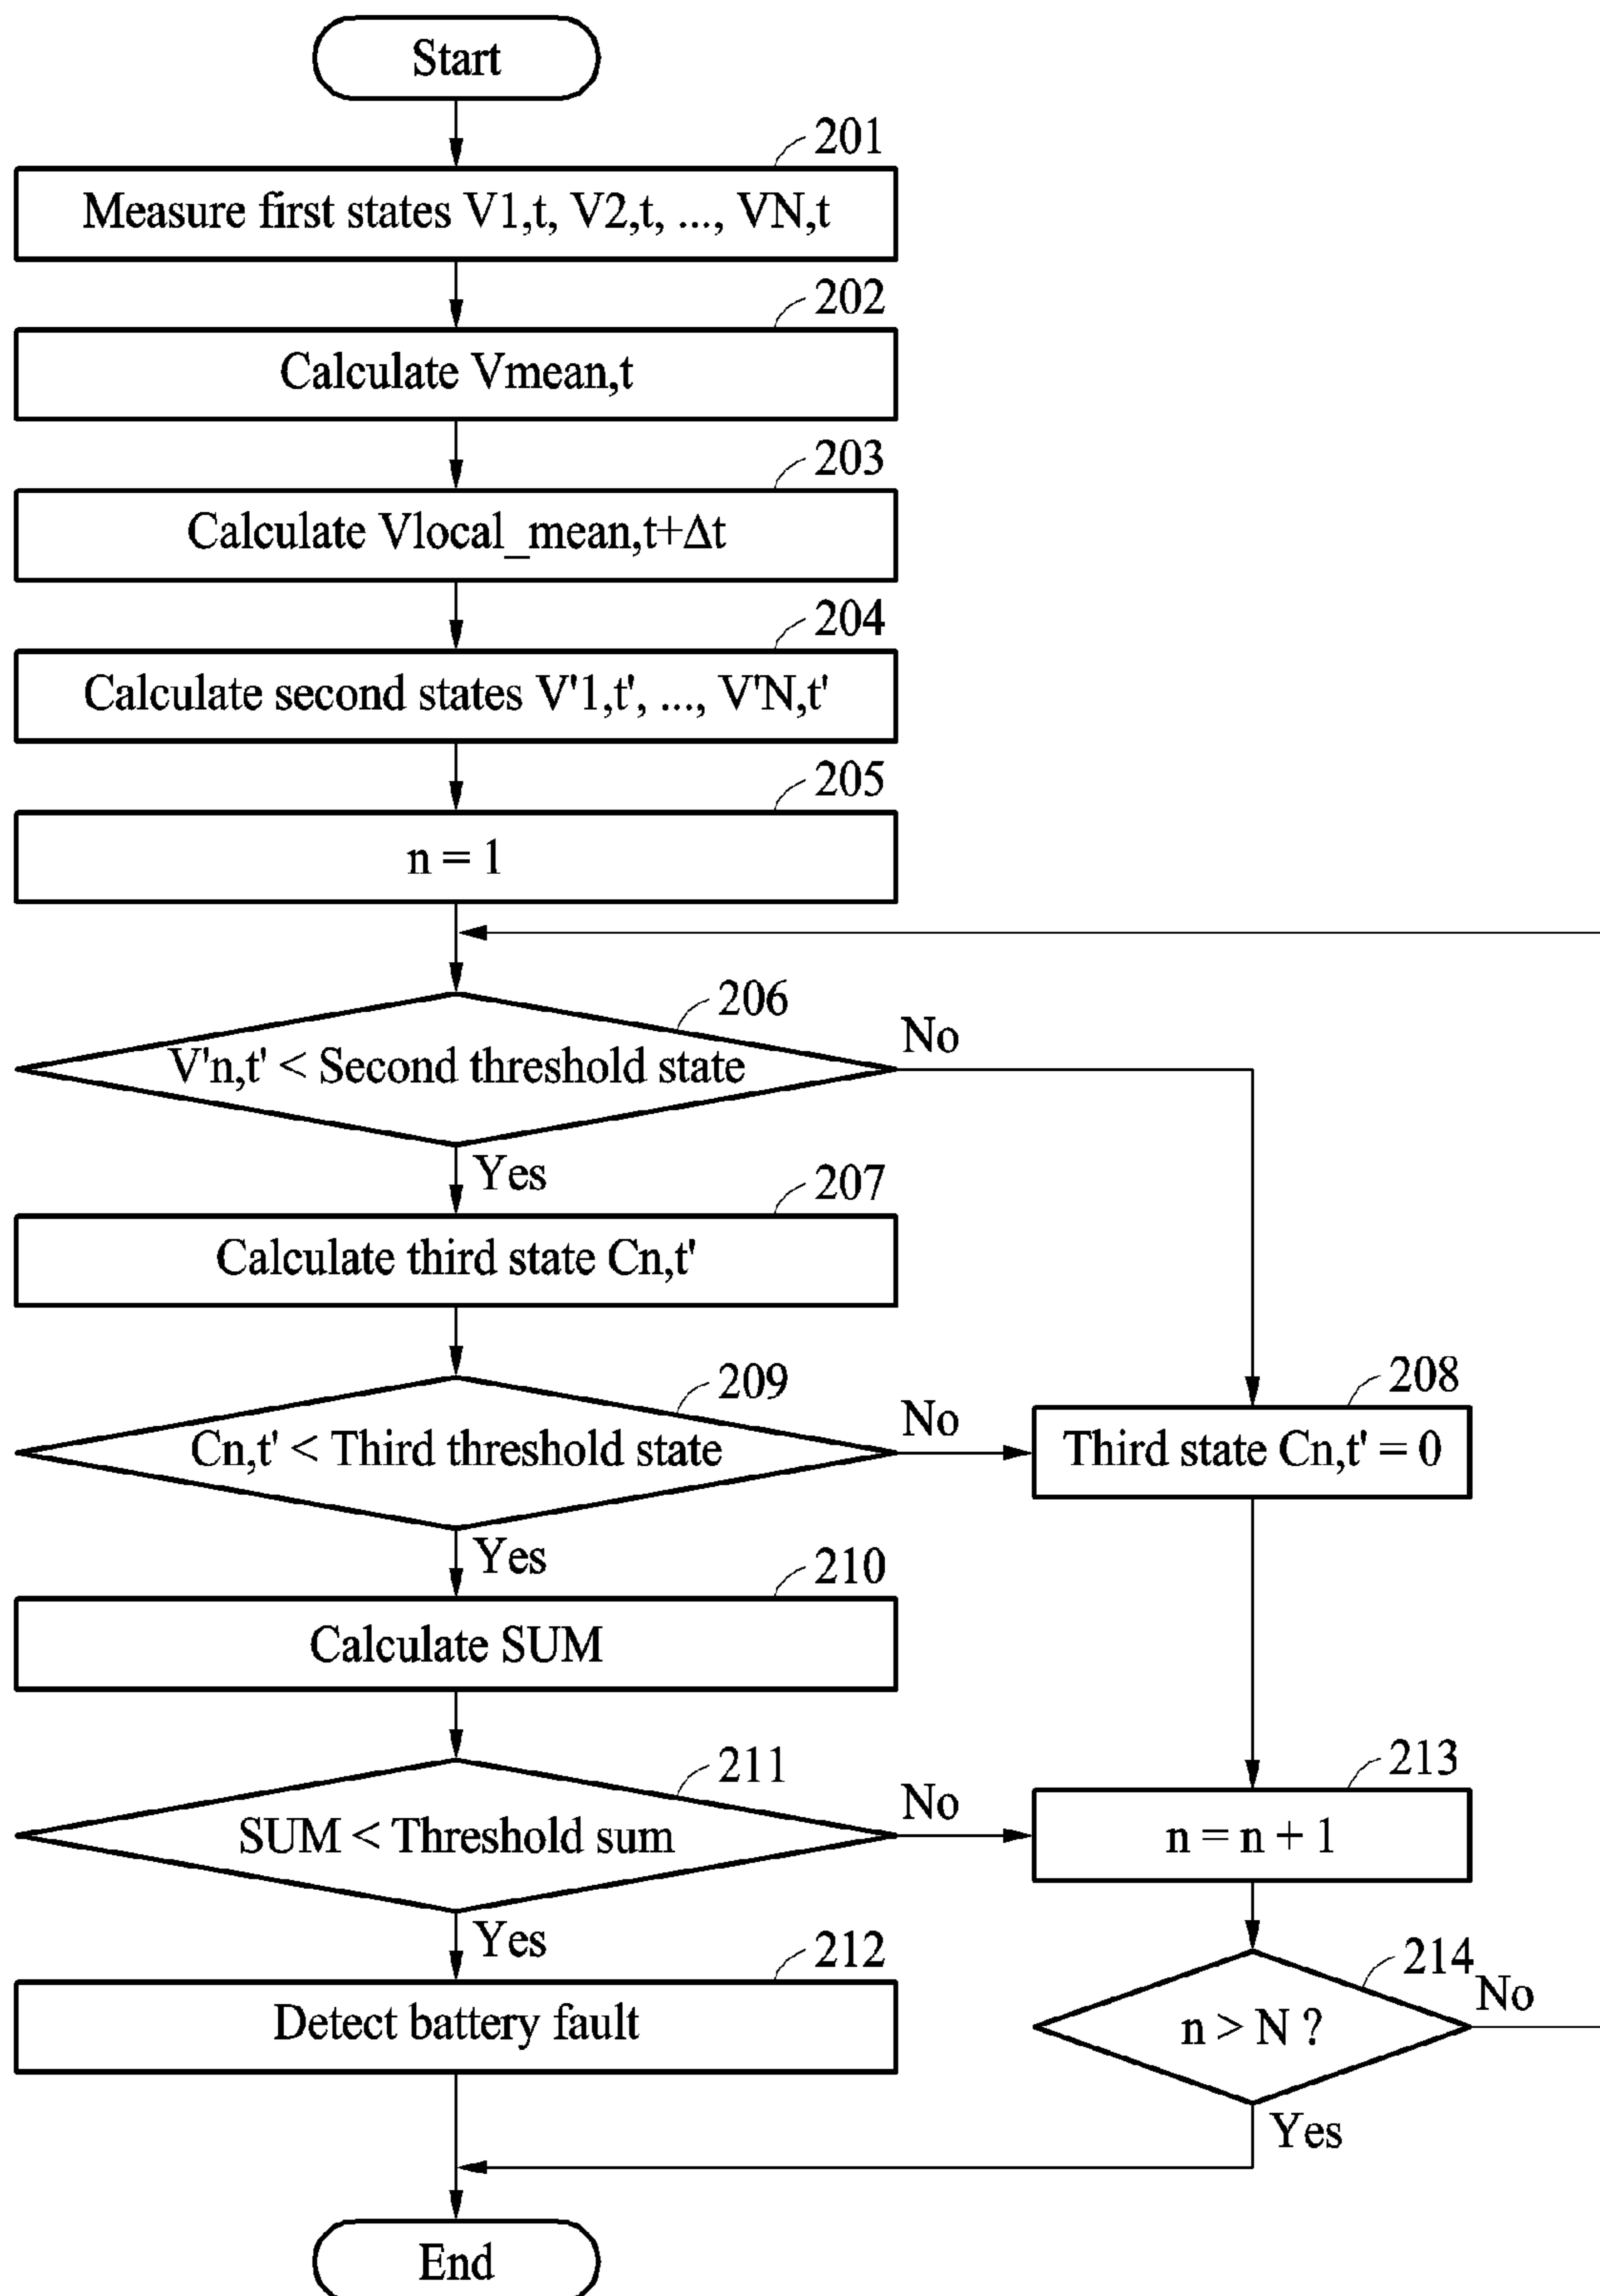 Start
201
Measure first states V1,t, V2,t, ..., VN,t
202
Calculate Vmean,t
203
Calculate Vlocal_mean,t+Δt
204
Calculate second states V'1,t', ..., V'N,t'
205
n = 1
206
V'n,t' < Second threshold state
No
Yes
207
Calculate third state Cn,t'
209
Cn,t' < Third threshold state
No
208
Third state Cn,t' = 0
Yes
210
Calculate SUM
211
SUM < Threshold sum
No
213
n = n + 1
Yes
212
Detect battery fault
214
n > N ?
No
Yes
End